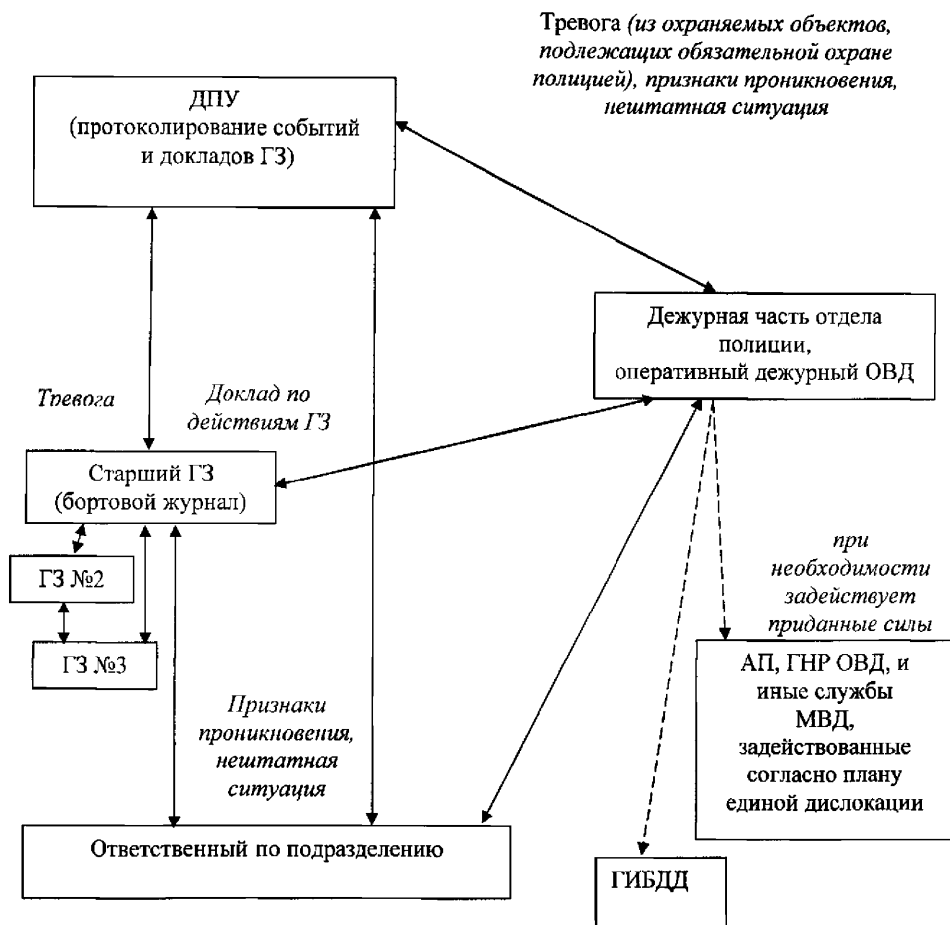 Тревога (из охраняемых объектов,
подлежащих обязательной охране
полицией), признаки проникновения,
нештатная ситуация
ДПУ
(протоколирование событий
и докладов ГЗ)
Дежурная часть отдела
полиции,
оперативный дежурный ОВД
Тревога
Доклад по
действиям ГЗ
Старший ГЗ
(бортовой журнал)
ГЗ №2
ГЗ №3
при
необходимости
задействует
приданные силы
АП, ГНР ОВД, и
иные службы
МВД,
задействованные
согласно плану
единой дислокации
Признаки
проникновения,
нештатная
ситуация
Ответственный по подразделению
ГИБДД